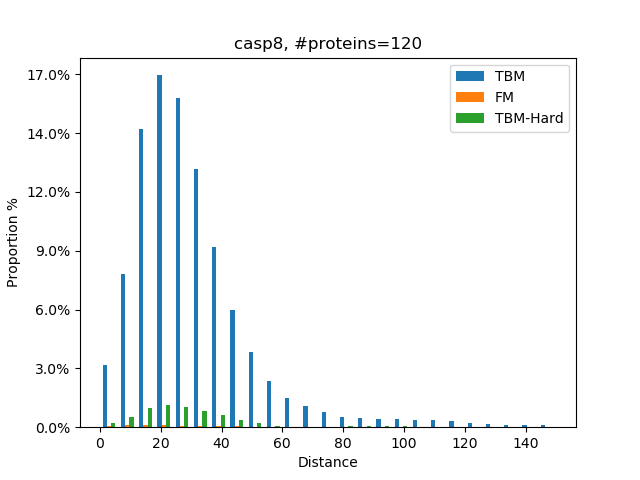 casp8, #proteins=120
TBM
FM
TBM-Hard
Proportion %
17.0%
14.0%
12.0%
9.0%
6.0%
3.0%
0.0%
0 20 40 60 80 100 120 140
Distance